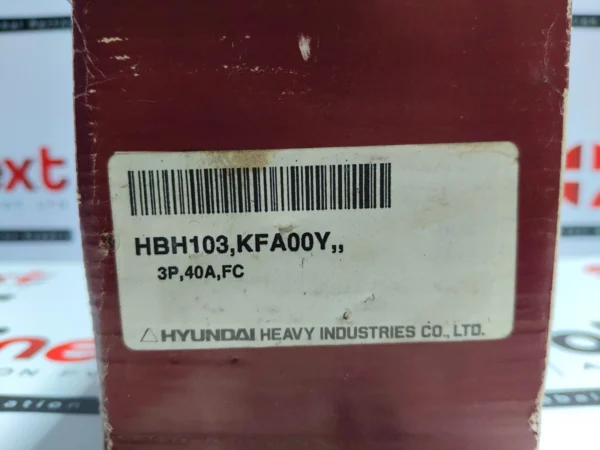 HBH103,KFA00Y,,
3P,40A,FC
HYUNDAI HEAVY INDUSTRIES CO., LTD.